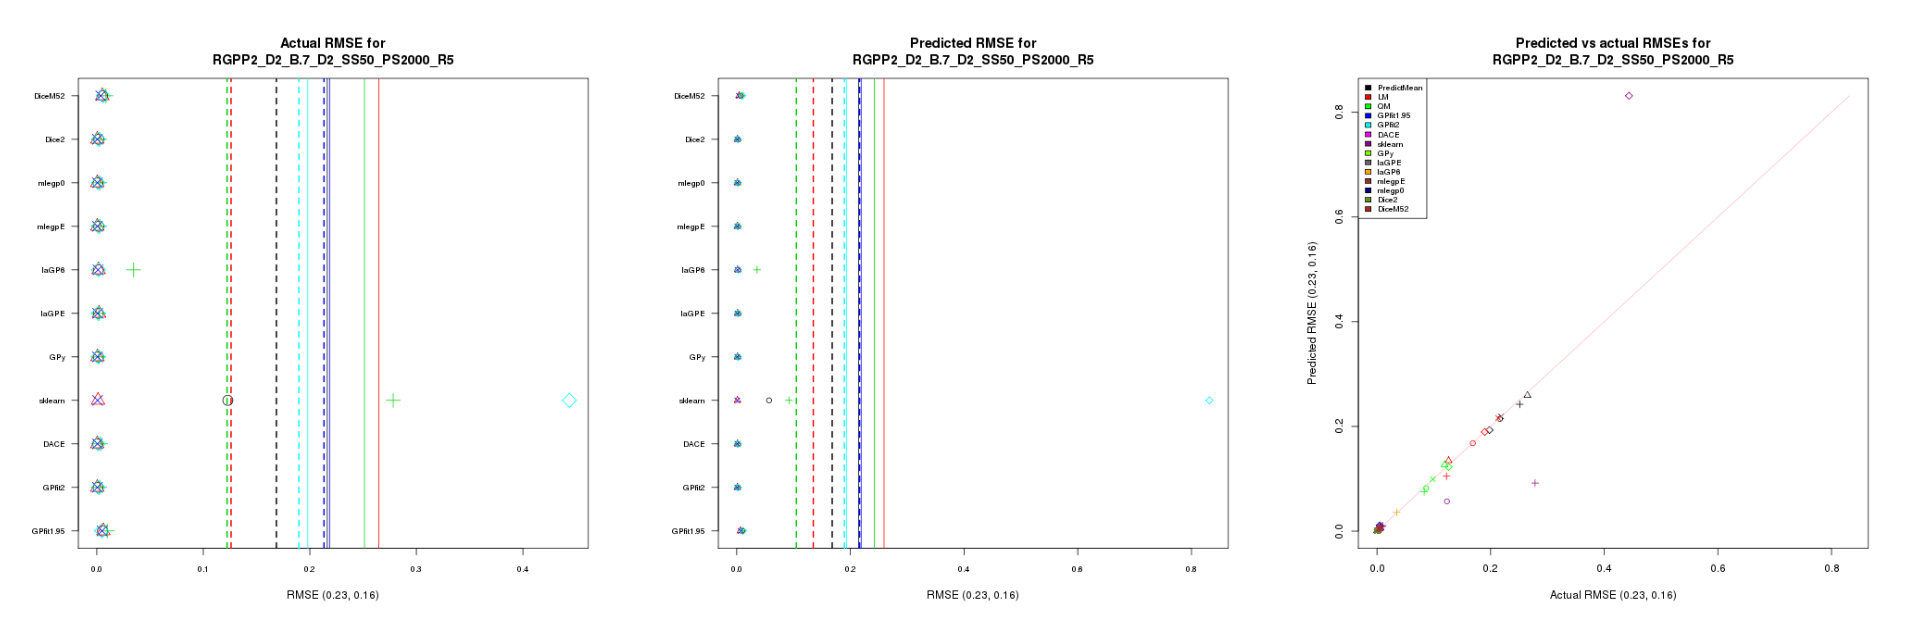 Actual RMSE for
RGPP2_D2_B.7_D2_SS50_PS2000_R5
DiceM52
Dice2
mlegp0
mlegpE
laGP6
laGPE
GPy
sklearn
DACE
GPfit2
GPfit1.95
0.0 0.1 0.2 0.3 0.4
RMSE (0.23, 0.16)
Predicted RMSE for
RGPP2_D2_B.7_D2_SS50_PS2000_R5
DiceM52
Dice2
mlegp0
mlegpE
laGP6
laGPE
GPy
sklearn
DACE
GPfit2
GPfit1.95
0.0 0.2 0.4 0.6 0.8
RMSE (0.23, 0.16)
Predicted vs actual RMSEs for
RGPP2_D2_B.7_D2_SS50_PS2000_R5
PredictMean
LM
QM
GPfit1.95
GPfit2
DACE
sklearn
GPy
laGPE
laGP6
mlegpE
mlegp0
Dice2
DiceM52
Predicted RMSE (0.23, 0.16)
0.8
0.6
0.4
0.2
0.0
0.0 0.2 0.4 0.6 0.8
Actual RMSE (0.23, 0.16)